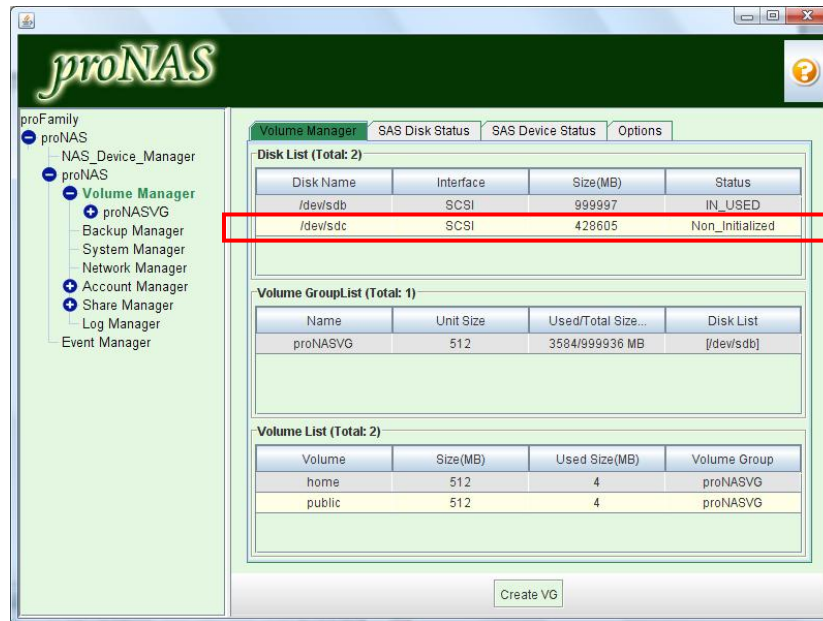 proNAS
proFamily
proNAS
NAS_Device_Manager
proNAS
Volume Manager
proNASVG
Backup Manager
System Manager
Network Manager
Account Manager
Share Manager
Log Manager
Event Manager
Volume Manager SAS Disk Status SAS Device Status Options
Disk List (Total: 2)
Disk Name Interface Size(MB) Status
/dev/sdb SCSI 999997 IN_USED
/dev/sdc SCSI 428605 Non_Initialized
Volume GroupList (Total: 1)
Name Unit Size Used/Total Size... Disk List
proNASVG 512 3584/999936 MB [/dev/sdb]
Volume List (Total: 2)
Volume Size(MB) Used Size(MB) Volume Group
home 512 4 proNASVG
public 512 4 proNASVG
Create VG